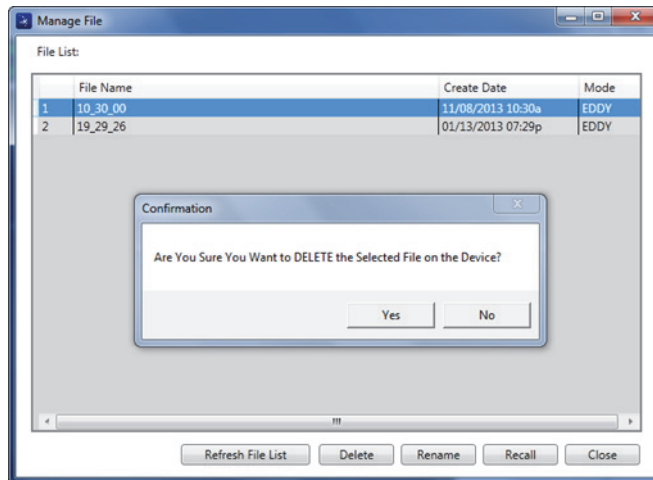 Manage File
File List:
File Name Create Date Mode
1 10_30_00 11/08/2013 10:30a EDDY
2 19_29_26 01/13/2013 07:29p EDDY
Confirmation
Are You Sure You Want to DELETE the Selected File on the Device?
Yes No
Refresh File List Delete Rename Recall Close